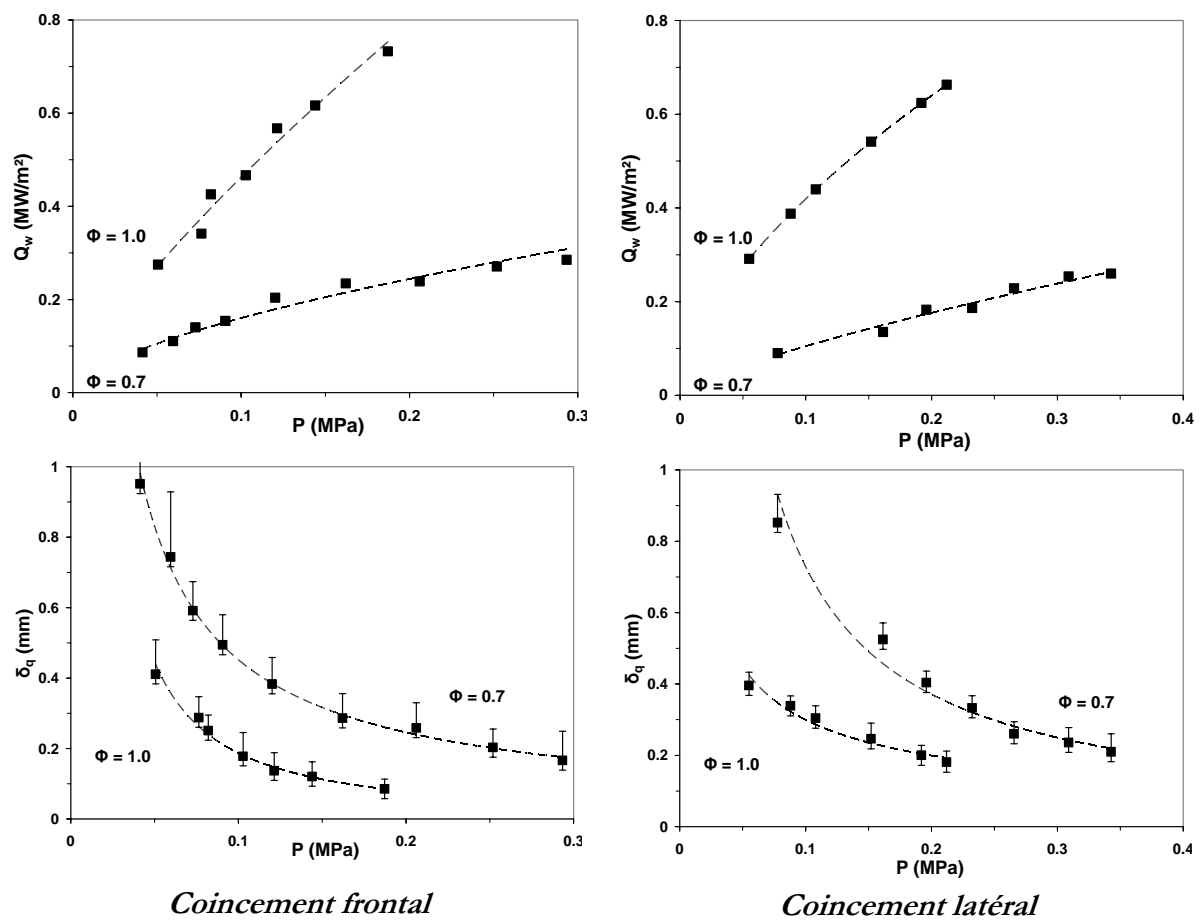 0.8
0.6
0.4
0.2
0
Q_w (MW/m²)
Φ = 1.0
Φ = 0.7
0 0.1 0.2 0.3
P (MPa)
0.8
0.6
0.4
0.2
0
Q_w (MW/m²)
Φ = 1.0
Φ = 0.7
0 0.1 0.2 0.3 0.4
P (MPa)
1
0.8
0.6
0.4
0.2
0
δ_q (mm)
Φ = 0.7
Φ = 1.0
0 0.1 0.2 0.3
P (MPa)
Coincement frontal
1
0.8
0.6
0.4
0.2
0
δ_q (mm)
Φ = 0.7
Φ = 1.0
0 0.1 0.2 0.3 0.4
P (MPa)
Coincement latéral